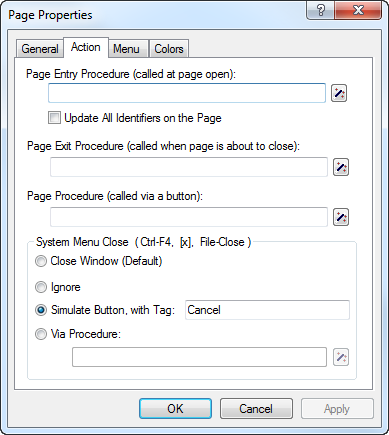 Page Properties
General Action Menu Colors
Page Entry Procedure (called at page open):
Update All Identifiers on the Page
Page Exit Procedure (called when page is about to close):
Page Procedure (called via a button):
System Menu Close ( Ctrl-F4, [x], File-Close )
Close Window (Default)
Ignore
Simulate Button, with Tag: Cancel
Via Procedure:
OK Cancel Apply